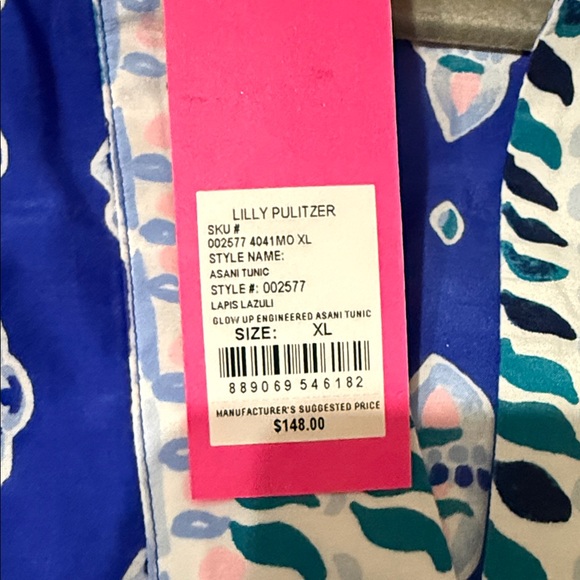 LILLY PULITZER
SKU #
002577 4041MO XL
STYLE NAME:
ASANI TUNIC
STYLE #: 002577
LAPIS LAZULI
GLOW UP ENGINEERED ASANI TUNIC
SIZE: XL
889069 546182
MANUFACTURER'S SUGGESTED PRICE
$148.00